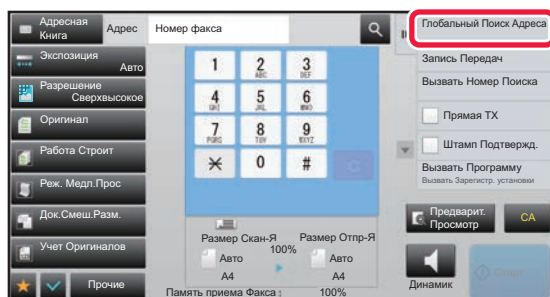 Адресная
Книга
Адрес
Номер факса
Экспозиция
Авто
Разрешение
Сверхвысокое
Оригинал
Работа Строит
Реж. Медл.Прос
Док.Смеш.Разм.
Учет Оригиналов
Прочие
1
2
ABC
3
DEF
4
GHI
5
JKL
6
MNO
7
PQRS
8
TUV
9
WXYZ
0
#
C
Размер Скан-Я
100%
Размер Отпр-Я
Авто
A4
Авто
A4
Память приема Факса :
100%
Глобальный Поиск Адреса
Запись Передач
Вызвать Номер Поиска
Прямая TX
Штамп Подтвержд.
Вызвать Программу
Вызвать Зарегистр. установки
Предварит.
Просмотр
CA
Динамик
Старт